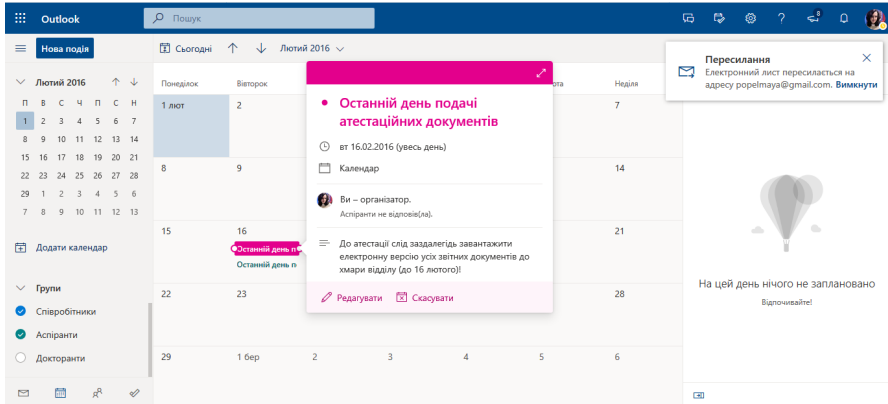 Outlook
Пошук
8
Нова подія
Сьогодні
Лютий 2016
Пересилання
Електронний лист пересилається на
адресу popelmaya@gmail.com. Вимкнути
Лютий 2016
П В С Ч П С Н
1 2 3 4 5 6 7
8 9 10 11 12 13 14
15 16 17 18 19 20 21
22 23 24 25 26 27 28
29 1 2 3 4 5 6
7 8 9 10 11 12 13
Додати календар
Групи
Співробітники
Аспіранти
Докторанти
Понеділок Вівторок ота Неділя
1 лют 2 7
8 9 14
15 16 21
Останній день п
Останній день п
22 23 28
29 1 бер 2 3 4 5 6
Останній день подачі
атестаційних документів
вт 16.02.2016 (увесь день)
Календар
Ви – організатор.
Аспіранти не відповів(ла).
До атестації слід заздалегідь завантажити
електронну версію усіх звітних документів до
хмари відділу (до 16 лютого)!
Редагувати Скасувати
На цей день нічого не заплановано
Відпочивайте!